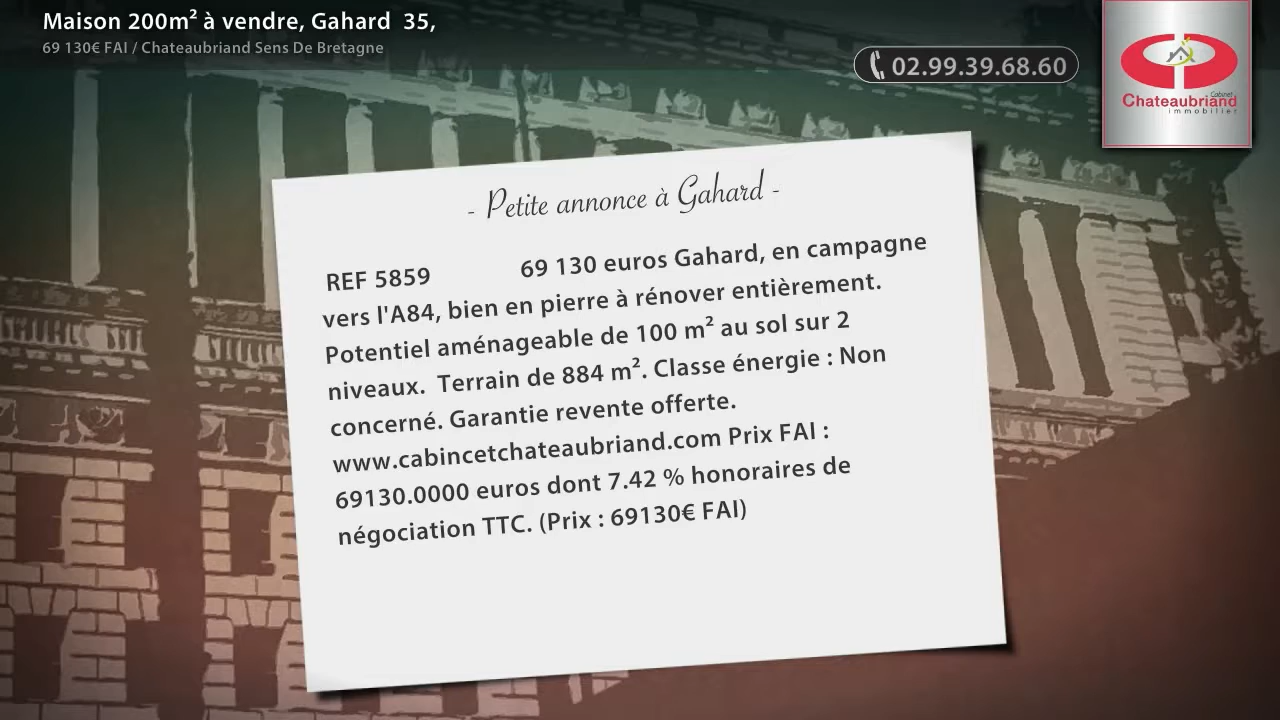 Maison 200m² à vendre, Gahard  35,
69 130€ FAI / Chateaubriand Sens De Bretagne
02.99.39.68.60
Cabinet
Chateaubriand
immobilier
- Petite annonce à Gahard -
REF 5859 69 130 euros Gahard, en campagne
vers l'A84, bien en pierre à rénover entièrement.
Potentiel aménageable de 100 m² au sol sur 2
niveaux.  Terrain de 884 m². Classe énergie : Non
concerné. Garantie revente offerte.
www.cabincetchateaubriand.com Prix FAI :
69130.0000 euros dont 7.42 % honoraires de
négociation TTC. (Prix : 69130€ FAI)